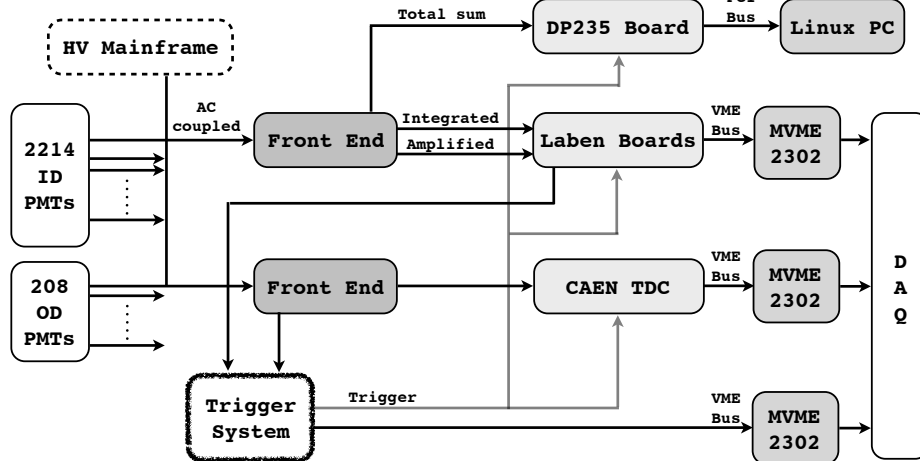 Total sum
Bus
DP235 Board
Linux PC
HV Mainframe
AC
coupled
Integrated
Amplified
VME
Bus
2214
ID
PMTs
Front End
Laben Boards
MVME
2302
D
A
Q
208
OD
PMTs
Front End
CAEN TDC
VME
Bus
MVME
2302
Trigger
System
Trigger
VME
Bus
MVME
2302